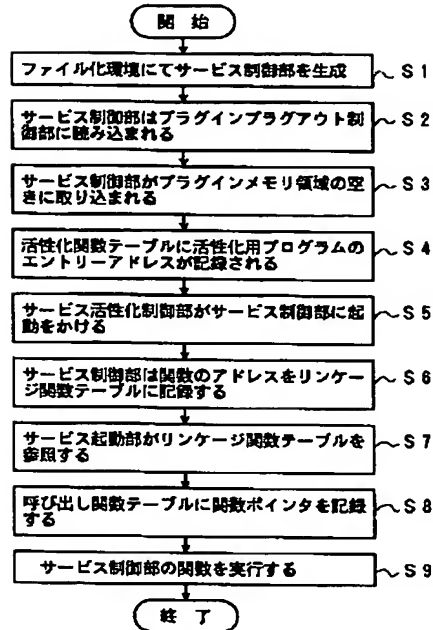 開 始
ファイル化環境にてサービス制御部を生成
S 1
サービス制御部はプラグインプラグアウト制
御部に読み込まれる
S 2
サービス制御部がプラグインメモリ領域の空
きに取り込まれる
S 3
活性化関数テーブルに活性化用プログラムの
エントリーアドレスが記録される
S 4
サービス活性化制御部がサービス制御部に起
動をかける
S 5
サービス制御部は関数のアドレスをリンケー
ジ関数テーブルに記録する
S 6
サービス起動部がリンケージ関数テーブルを
参照する
S 7
呼び出し関数テーブルに関数ポインタを記録
する
S 8
サービス制御部の関数を実行する
S 9
終 了